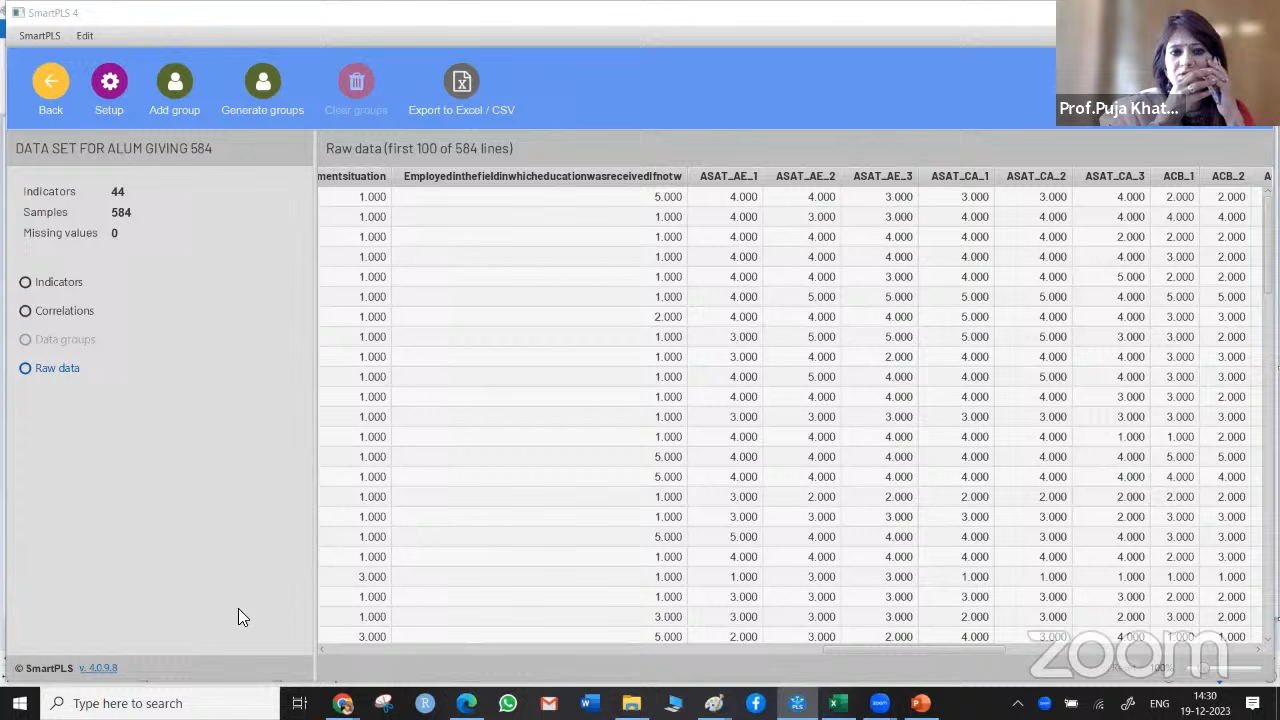 SmartPLS 4
SmartPLS Edit
Back Setup Add group Generate groups Clear groups Export to Excel / CSV
Prof.Puja Khat...
DATA SET FOR ALUM GIVING 584
Raw data (first 100 of 584 lines)
Indicators 44
Samples 584
Missing values 0
Indicators
Correlations
Data groups
Raw data
mentsituation EmployedinthefieldinwhicheducationwasreceivedIfnotw ASAT_AE_1 ASAT_AE_2 ASAT_AE_3 ASAT_CA_1 ASAT_CA_2 ASAT_CA_3 ACB_1 ACB_2 A
1.000 5.000 4.000 4.000 3.000 3.000 3.000 4.000 2.000 2.000
1.000 1.000 4.000 3.000 3.000 4.000 4.000 4.000 4.000 4.000
1.000 1.000 4.000 4.000 4.000 4.000 4.000 2.000 2.000 2.000
1.000 1.000 4.000 4.000 4.000 4.000 4.000 4.000 3.000 2.000
1.000 1.000 4.000 4.000 3.000 4.000 4.000 5.000 2.000 2.000
1.000 1.000 4.000 5.000 5.000 5.000 5.000 4.000 5.000 5.000
1.000 2.000 4.000 4.000 4.000 5.000 4.000 3.000 3.000 3.000
1.000 1.000 3.000 5.000 5.000 5.000 5.000 3.000 3.000 2.000
1.000 1.000 3.000 4.000 2.000 4.000 4.000 4.000 3.000 3.000
1.000 1.000 4.000 5.000 4.000 4.000 5.000 4.000 3.000 3.000
1.000 1.000 4.000 4.000 4.000 4.000 4.000 3.000 3.000 2.000
1.000 1.000 3.000 3.000 3.000 3.000 3.000 3.000 3.000 3.000
1.000 1.000 4.000 4.000 4.000 4.000 4.000 1.000 1.000 2.000
1.000 5.000 4.000 4.000 4.000 4.000 4.000 4.000 5.000 5.000
1.000 5.000 4.000 4.000 4.000 4.000 4.000 4.000 4.000 4.000
1.000 1.000 3.000 2.000 2.000 2.000 2.000 2.000 2.000 2.000
1.000 1.000 3.000 3.000 3.000 3.000 3.000 2.000 3.000 3.000
1.000 5.000 5.000 4.000 4.000 4.000 3.000 4.000 3.000 3.000
1.000 1.000 4.000 4.000 4.000 4.000 4.000 4.000 2.000 3.000
3.000 1.000 1.000 3.000 3.000 1.000 1.000 1.000 1.000 1.000
1.000 1.000 3.000 3.000 3.000 3.000 3.000 3.000 2.000 2.000
1.000 3.000 3.000 3.000 3.000 2.000 3.000 2.000 3.000 2.000
3.000 5.000 2.000 3.000 2.000 4.000
zoom
© SmartPLS v. 4.0.9.8
100%
Type here to search
ENG
14:30
19-12-2023